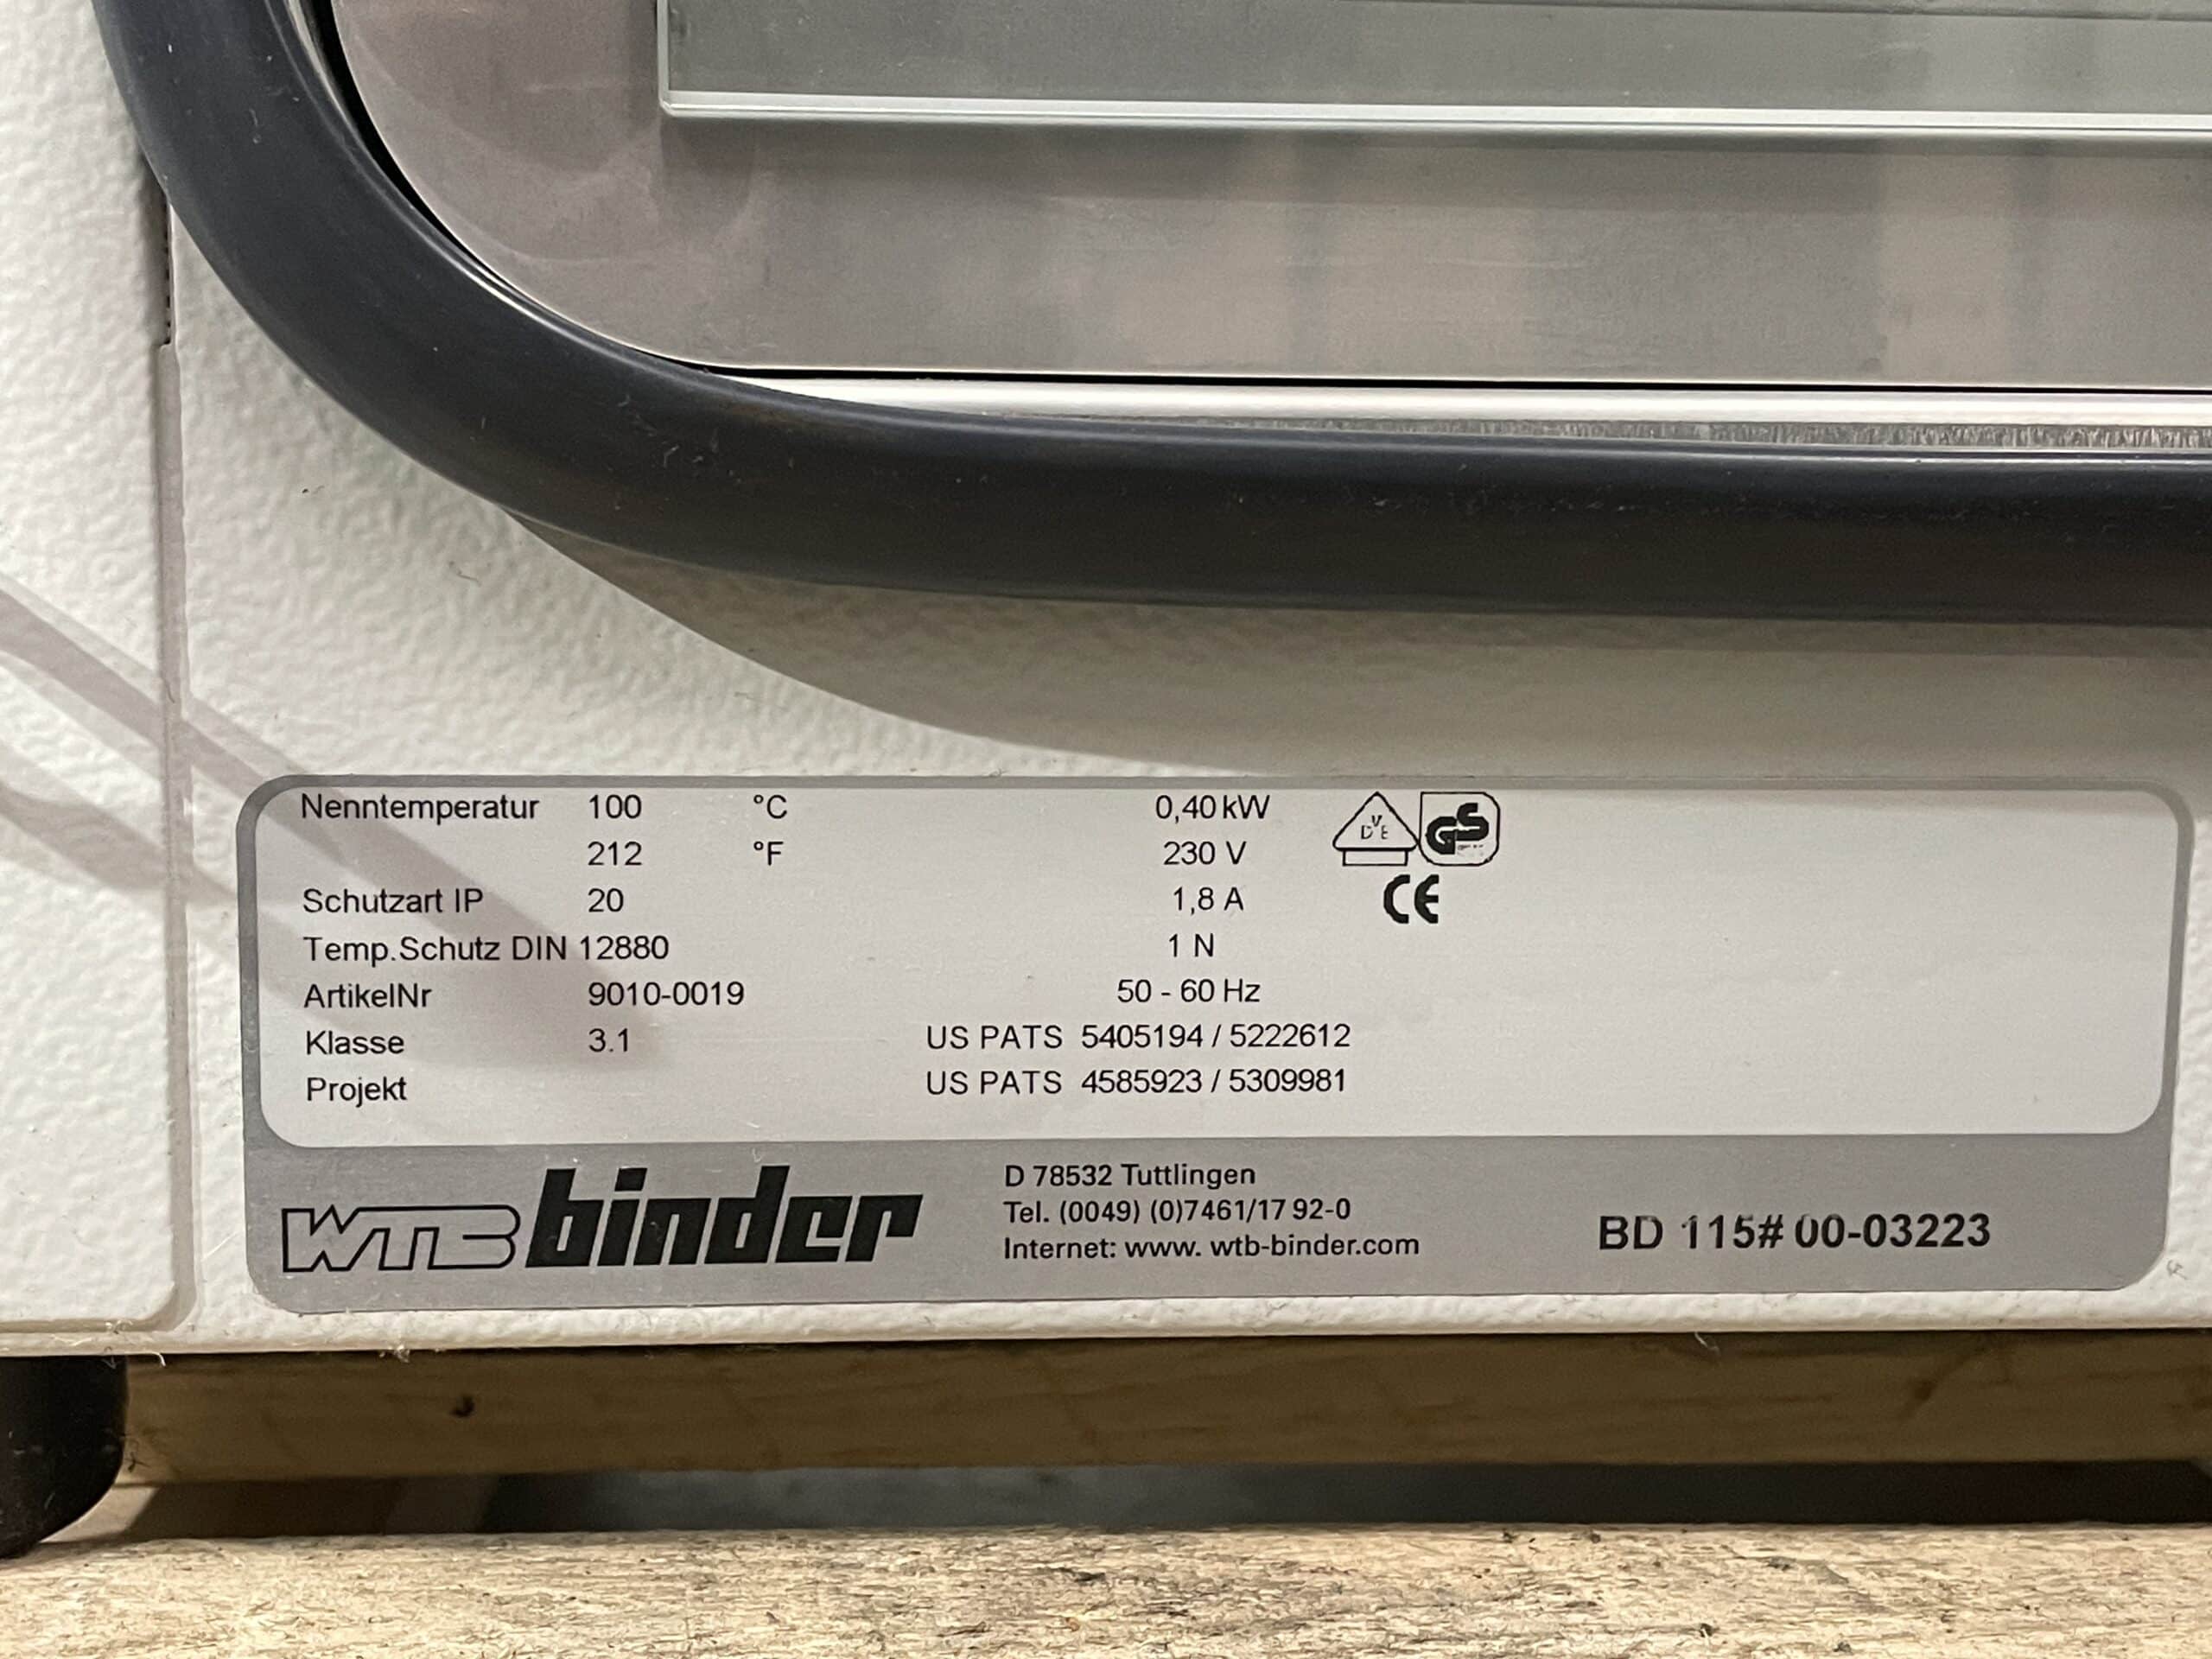 Nenntemperatur 100 °C 0,40 kW
212 °F 230 V
Schutzart IP 20 1,8 A
Temp.Schutz DIN 12880 1 N
ArtikelNr 9010-0019 50 - 60 Hz
Klasse 3.1 US PATS 5405194 / 5222612
Projekt US PATS 4585923 / 5309981
DVE GS
CE
WTB binder
D 78532 Tuttlingen
Tel. (0049) (0)7461/17 92-0
Internet: www. wtb-binder.com
BD 115# 00-03223